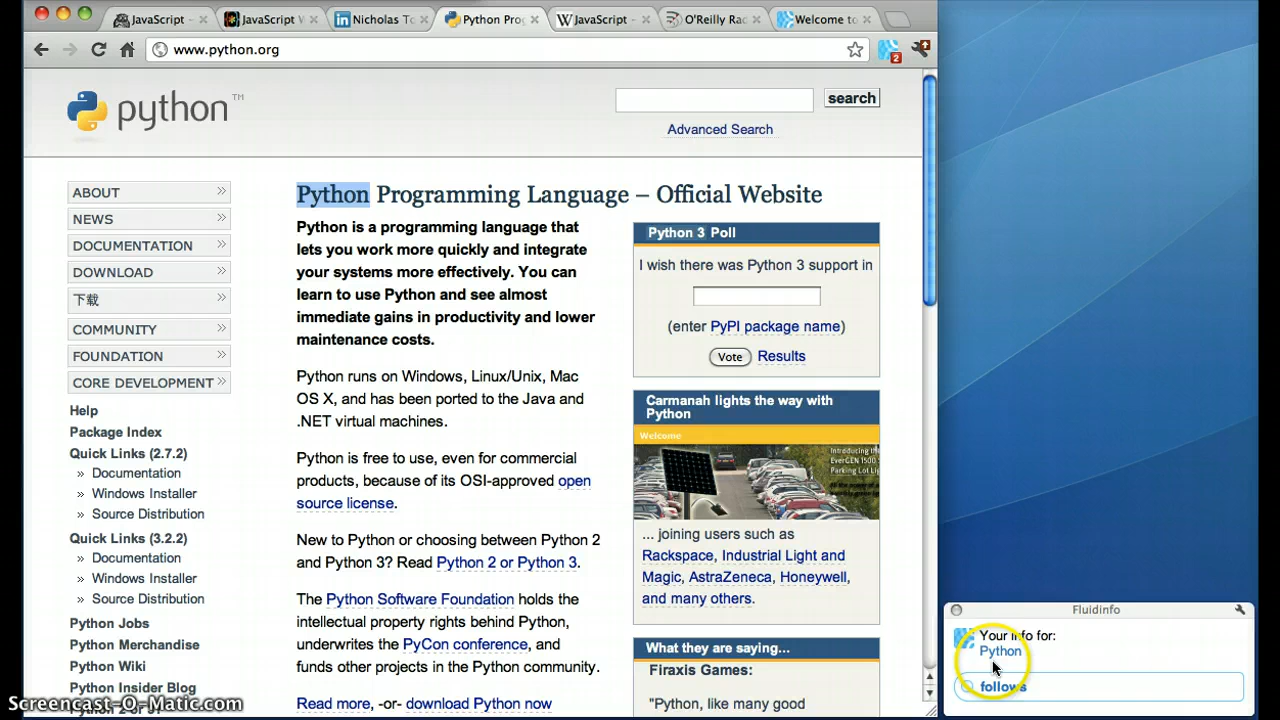 JavaScript –
JavaScript W
Nicholas To
Python Pro
JavaScript -
O'Reilly Rad
Welcome to
www.python.org
2
python™
search
Advanced Search
ABOUT
NEWS
DOCUMENTATION
DOWNLOAD
下载
COMMUNITY
FOUNDATION
CORE DEVELOPMENT
Help
Package Index
Quick Links (2.7.2)
» Documentation
» Windows Installer
» Source Distribution
Quick Links (3.2.2)
» Documentation
» Windows Installer
» Source Distribution
Python Jobs
Python Merchandise
Python Wiki
Python Insider Blog
Python Programming Language – Official Website
Python is a programming language that
lets you work more quickly and integrate
your systems more effectively. You can
learn to use Python and see almost
immediate gains in productivity and lower
maintenance costs.
Python runs on Windows, Linux/Unix, Mac
OS X, and has been ported to the Java and
.NET virtual machines.
Python is free to use, even for commercial
products, because of its OSI-approved open
source license.
New to Python or choosing between Python 2
and Python 3? Read Python 2 or Python 3.
The Python Software Foundation holds the
intellectual property rights behind Python,
underwrites the PyCon conference, and
funds other projects in the Python community.
Read more, -or- download Python now
Python 3 Poll
I wish there was Python 3 support in
(enter PyPI package name)
Vote Results
Carmanah lights the way with
Python
Welcome
Introducing the
EverGEN 1500
Parking Lot Li
... joining users such as
Rackspace, Industrial Light and
Magic, AstraZeneca, Honeywell,
and many others.
What they are saying...
Firaxis Games:
"Python, like many good
Fluidinfo
Your info for:
Python
follows
Screencast-O-Matic.com